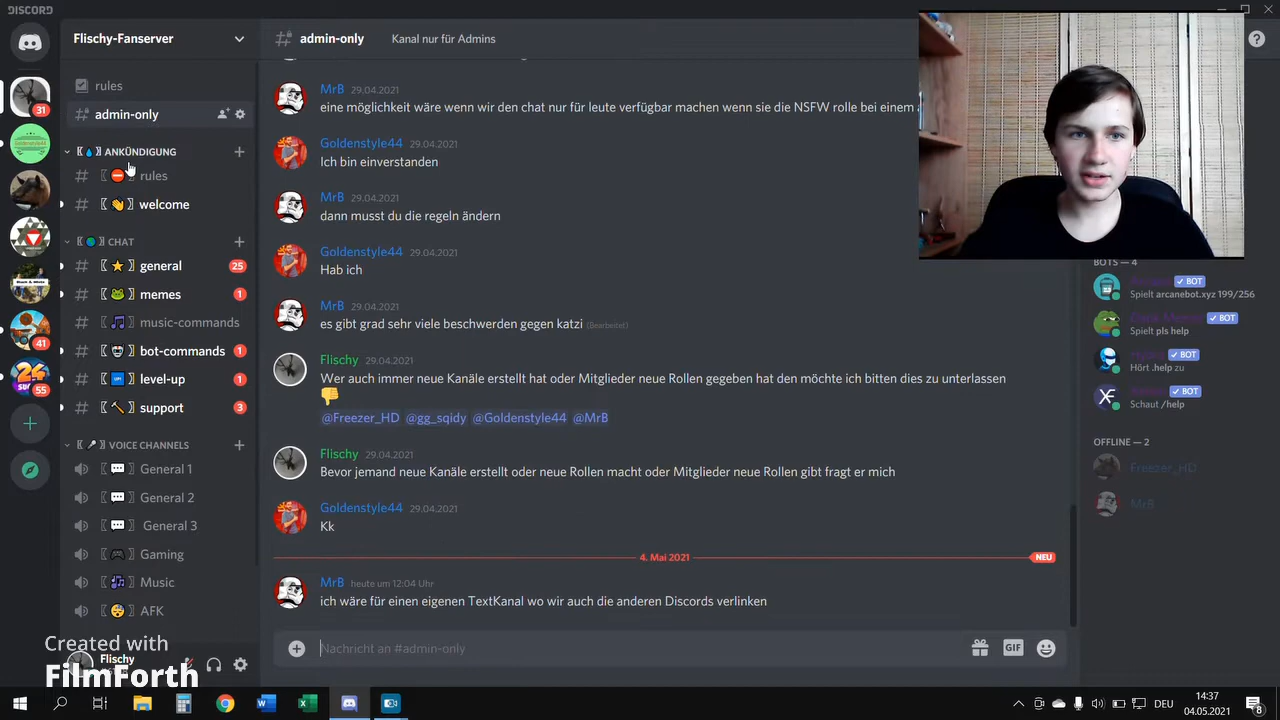 DISCORD
Flischy-Fanserver
admin-only
Kanal nur für Admins
31
41
24
55
rules
admin-only
ANKÜNDIGUNG
rules
welcome
CHAT
general
25
memes
1
music-commands
bot-commands
1
level-up
1
support
3
VOICE CHANNELS
General 1
General 2
General 3
Gaming
Music
AFK
Flischy
MrB 29.04.2021
eine möglichkeit wäre wenn wir den chat nur für leute verfügbar machen wenn sie die NSFW rolle bei einem
Goldenstyle44 29.04.2021
Ich bin einverstanden
MrB 29.04.2021
dann musst du die regeln ändern
Goldenstyle44 29.04.2021
Hab ich
MrB 29.04.2021
es gibt grad sehr viele beschwerden gegen katzi (Bearbeitet)
Flischy 29.04.2021
Wer auch immer neue Kanäle erstellt hat oder Mitglieder neue Rollen gegeben hat den möchte ich bitten dies zu unterlassen
@Freezer_HD @gg_sqidy @Goldenstyle44 @MrB
Flischy 29.04.2021
Bevor jemand neue Kanäle erstellt oder neue Rollen macht oder Mitglieder neue Rollen gibt fragt er mich
Goldenstyle44 29.04.2021
Kk
4. Mai 2021
NEU
MrB heute um 12:04 Uhr
ich wäre für einen eigenen TextKanal wo wir auch die anderen Discords verlinken
Nachricht an #admin-only
GIF
BOTS — 4
BOT
Spielt arcanebot.xyz 199/256
BOT
Spielt pls help
BOT
Hört .help zu
BOT
Schaut /help
OFFLINE — 2
Freezer_HD
MrB
Created with
FilmForth
DEU
14:37
04.05.2021
8